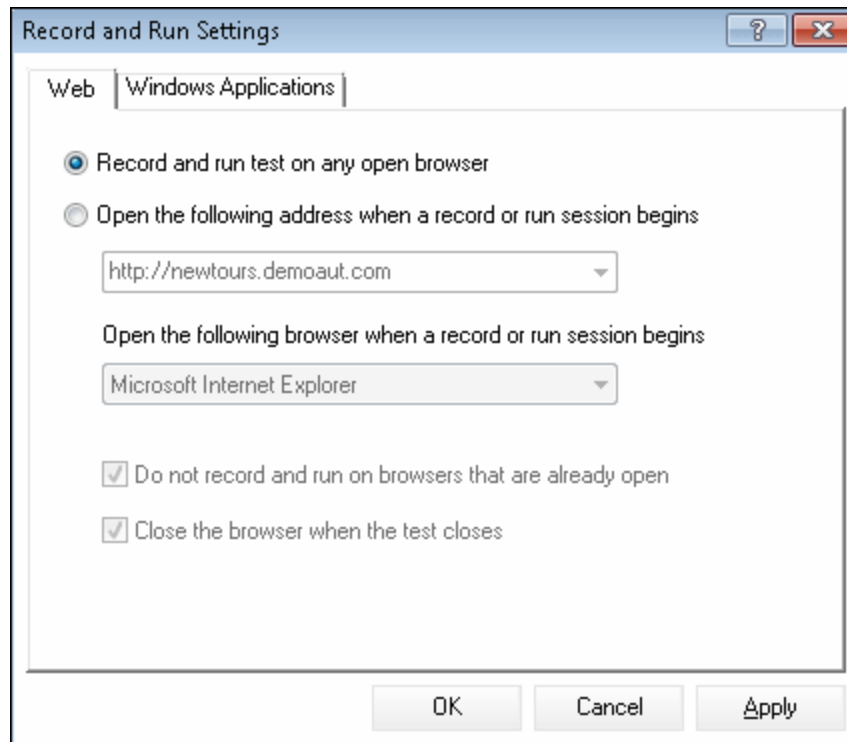 Record and Run Settings
Web
Windows Applications
Record and run test on any open browser
Open the following address when a record or run session begins
http://newtours.demoaut.com
Open the following browser when a record or run session begins
Microsoft Internet Explorer
Do not record and run on browsers that are already open
Close the browser when the test closes
OK
Cancel
Apply